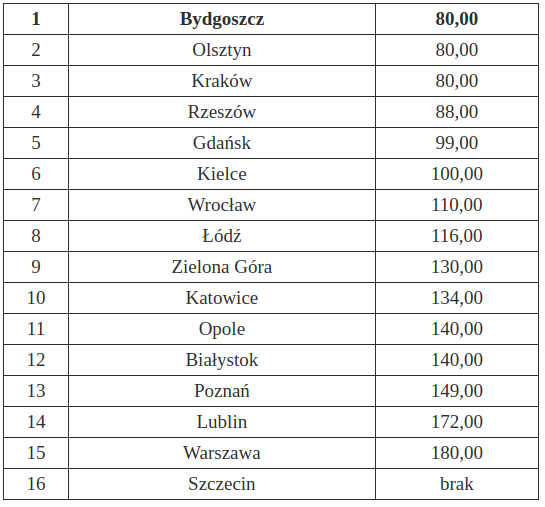 1 Bydgoszcz 80,00
2 Olsztyn 80,00
3 Kraków 80,00
4 Rzeszów 88,00
5 Gdańsk 99,00
6 Kielce 100,00
7 Wrocław 110,00
8 Łódź 116,00
9 Zielona Góra 130,00
10 Katowice 134,00
11 Opole 140,00
12 Białystok 140,00
13 Poznań 149,00
14 Lublin 172,00
15 Warszawa 180,00
16 Szczecin brak